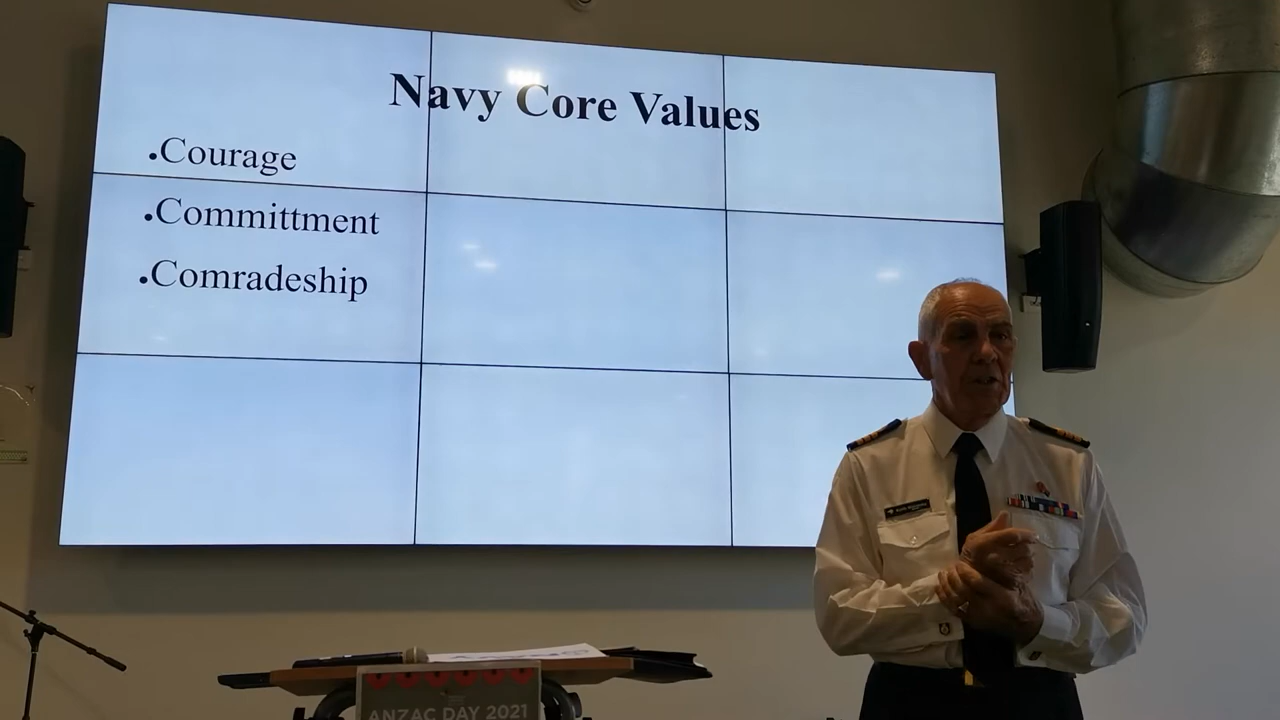 Navy Core Values
.Courage
.Committment
.Comradeship
ANZAC DAY 2021